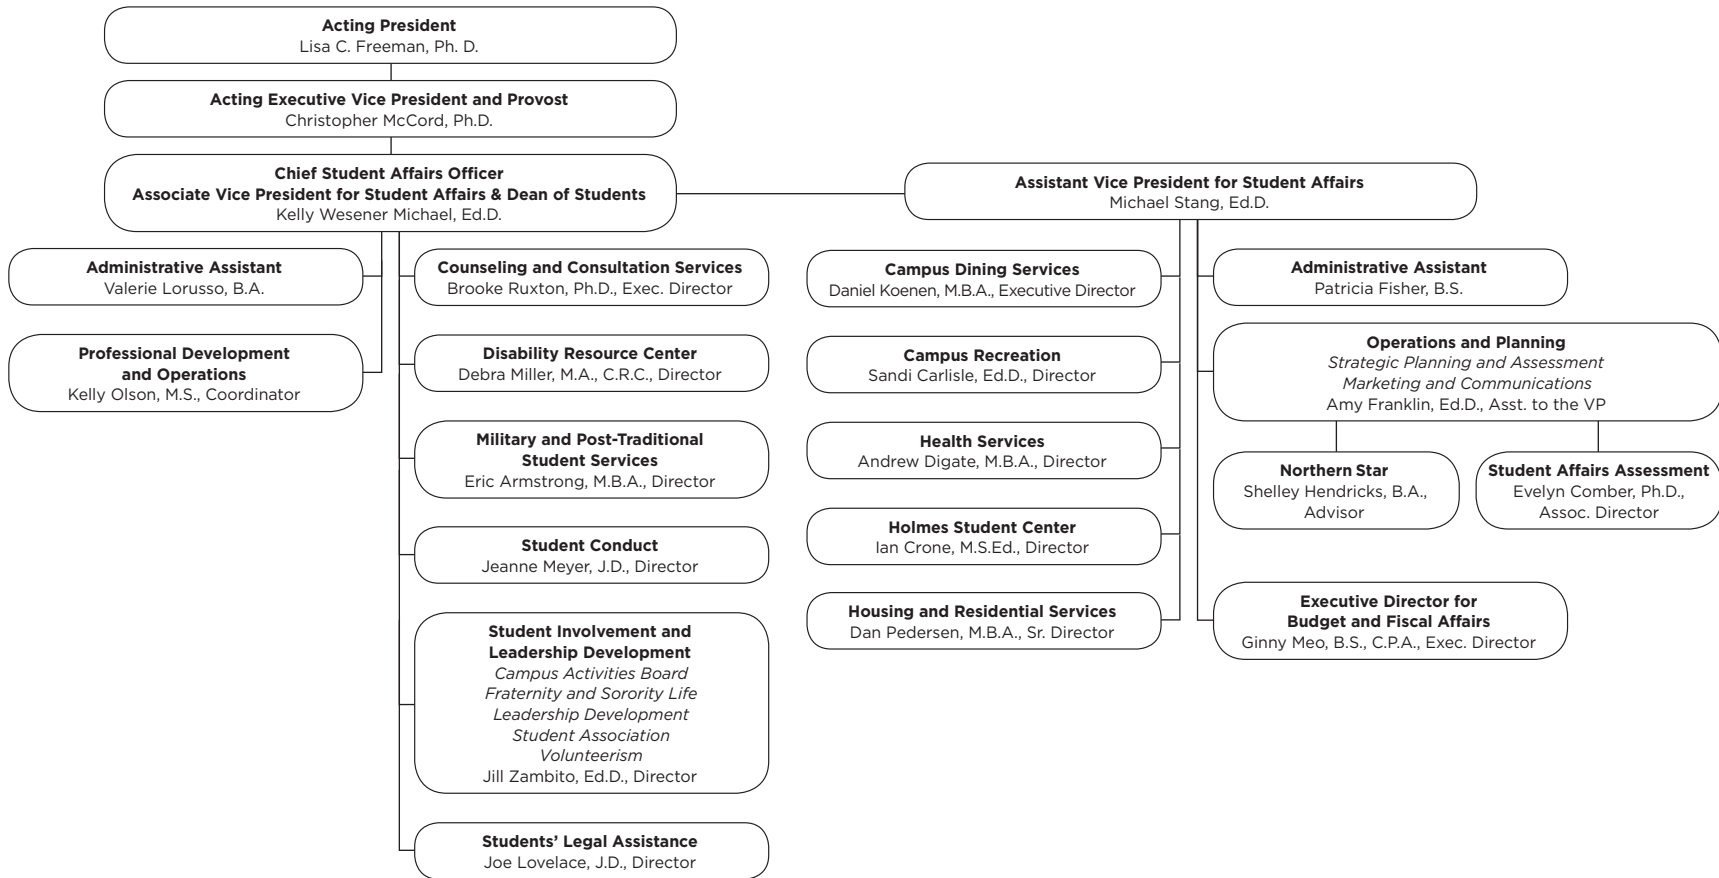 Acting President
Lisa C. Freeman, Ph. D.
Acting Executive Vice President and Provost
Christopher McCord, Ph.D.
Chief Student Affairs Officer
Associate Vice President for Student Affairs & Dean of Students
Kelly Wesener Michael, Ed.D.
Assistant Vice President for Student Affairs
Michael Stang, Ed.D.
Administrative Assistant
Valerie Lorusso, B.A.
Professional Development
and Operations
Kelly Olson, M.S., Coordinator
Counseling and Consultation Services
Brooke Ruxton, Ph.D., Exec. Director
Disability Resource Center
Debra Miller, M.A., C.R.C., Director
Military and Post-Traditional
Student Services
Eric Armstrong, M.B.A., Director
Student Conduct
Jeanne Meyer, J.D., Director
Student Involvement and
Leadership Development
Campus Activities Board
Fraternity and Sorority Life
Leadership Development
Student Association
Volunteerism
Jill Zambito, Ed.D., Director
Students’ Legal Assistance
Joe Lovelace, J.D., Director
Campus Dining Services
Daniel Koenen, M.B.A., Executive Director
Campus Recreation
Sandi Carlisle, Ed.D., Director
Health Services
Andrew Digate, M.B.A., Director
Holmes Student Center
Ian Crone, M.S.Ed., Director
Housing and Residential Services
Dan Pedersen, M.B.A., Sr. Director
Administrative Assistant
Patricia Fisher, B.S.
Operations and Planning
Strategic Planning and Assessment
Marketing and Communications
Amy Franklin, Ed.D., Asst. to the VP
Northern Star
Shelley Hendricks, B.A.,
Advisor
Student Affairs Assessment
Evelyn Comber, Ph.D.,
Assoc. Director
Executive Director for
Budget and Fiscal Affairs
Ginny Meo, B.S., C.P.A., Exec. Director